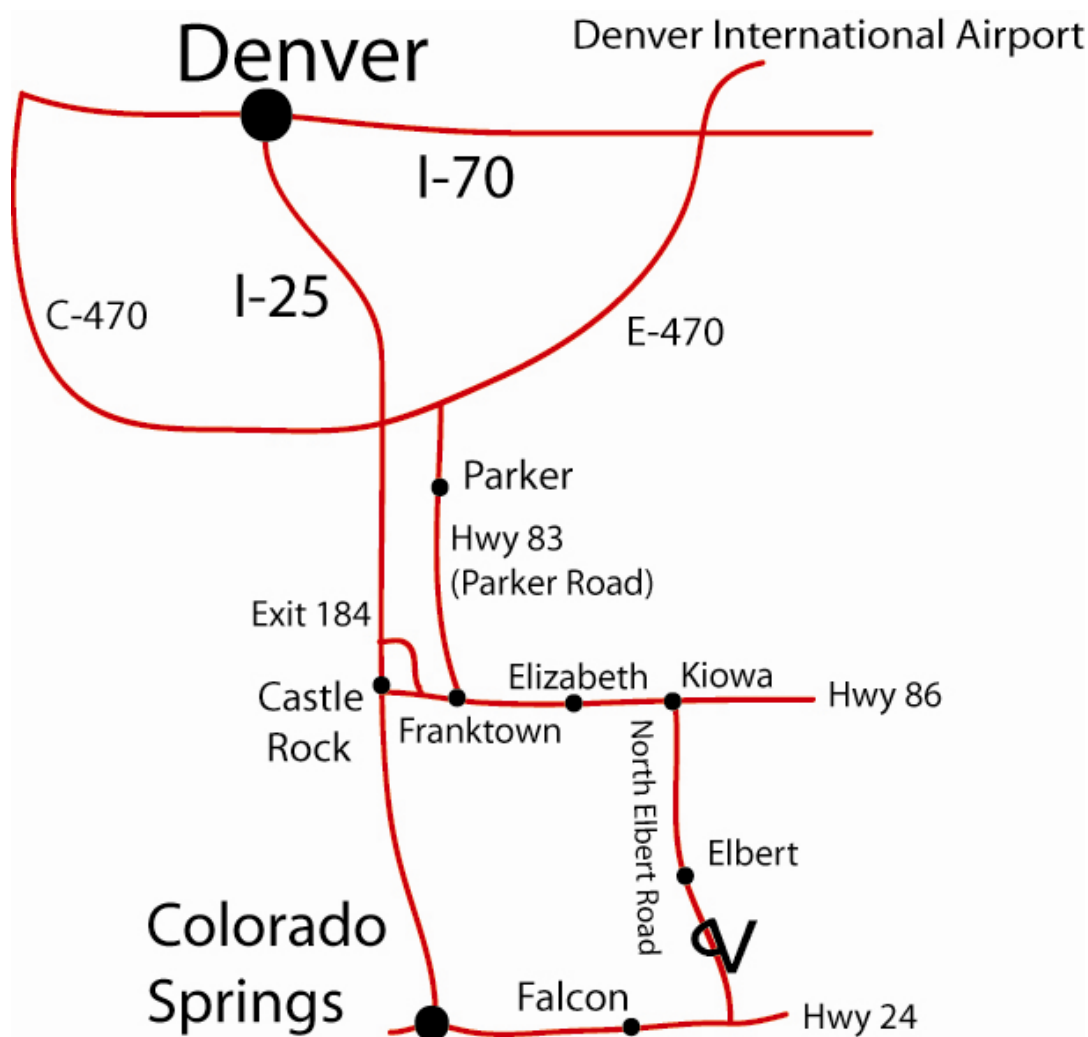 Denver
Denver International Airport
I-70
I-25
C-470
E-470
Parker
Hwy 83
(Parker Road)
Exit 184
Castle
Rock
Franktown
Elizabeth
Kiowa
Hwy 86
North Elbert Road
Elbert
Colorado
Springs
Falcon
Hwy 24